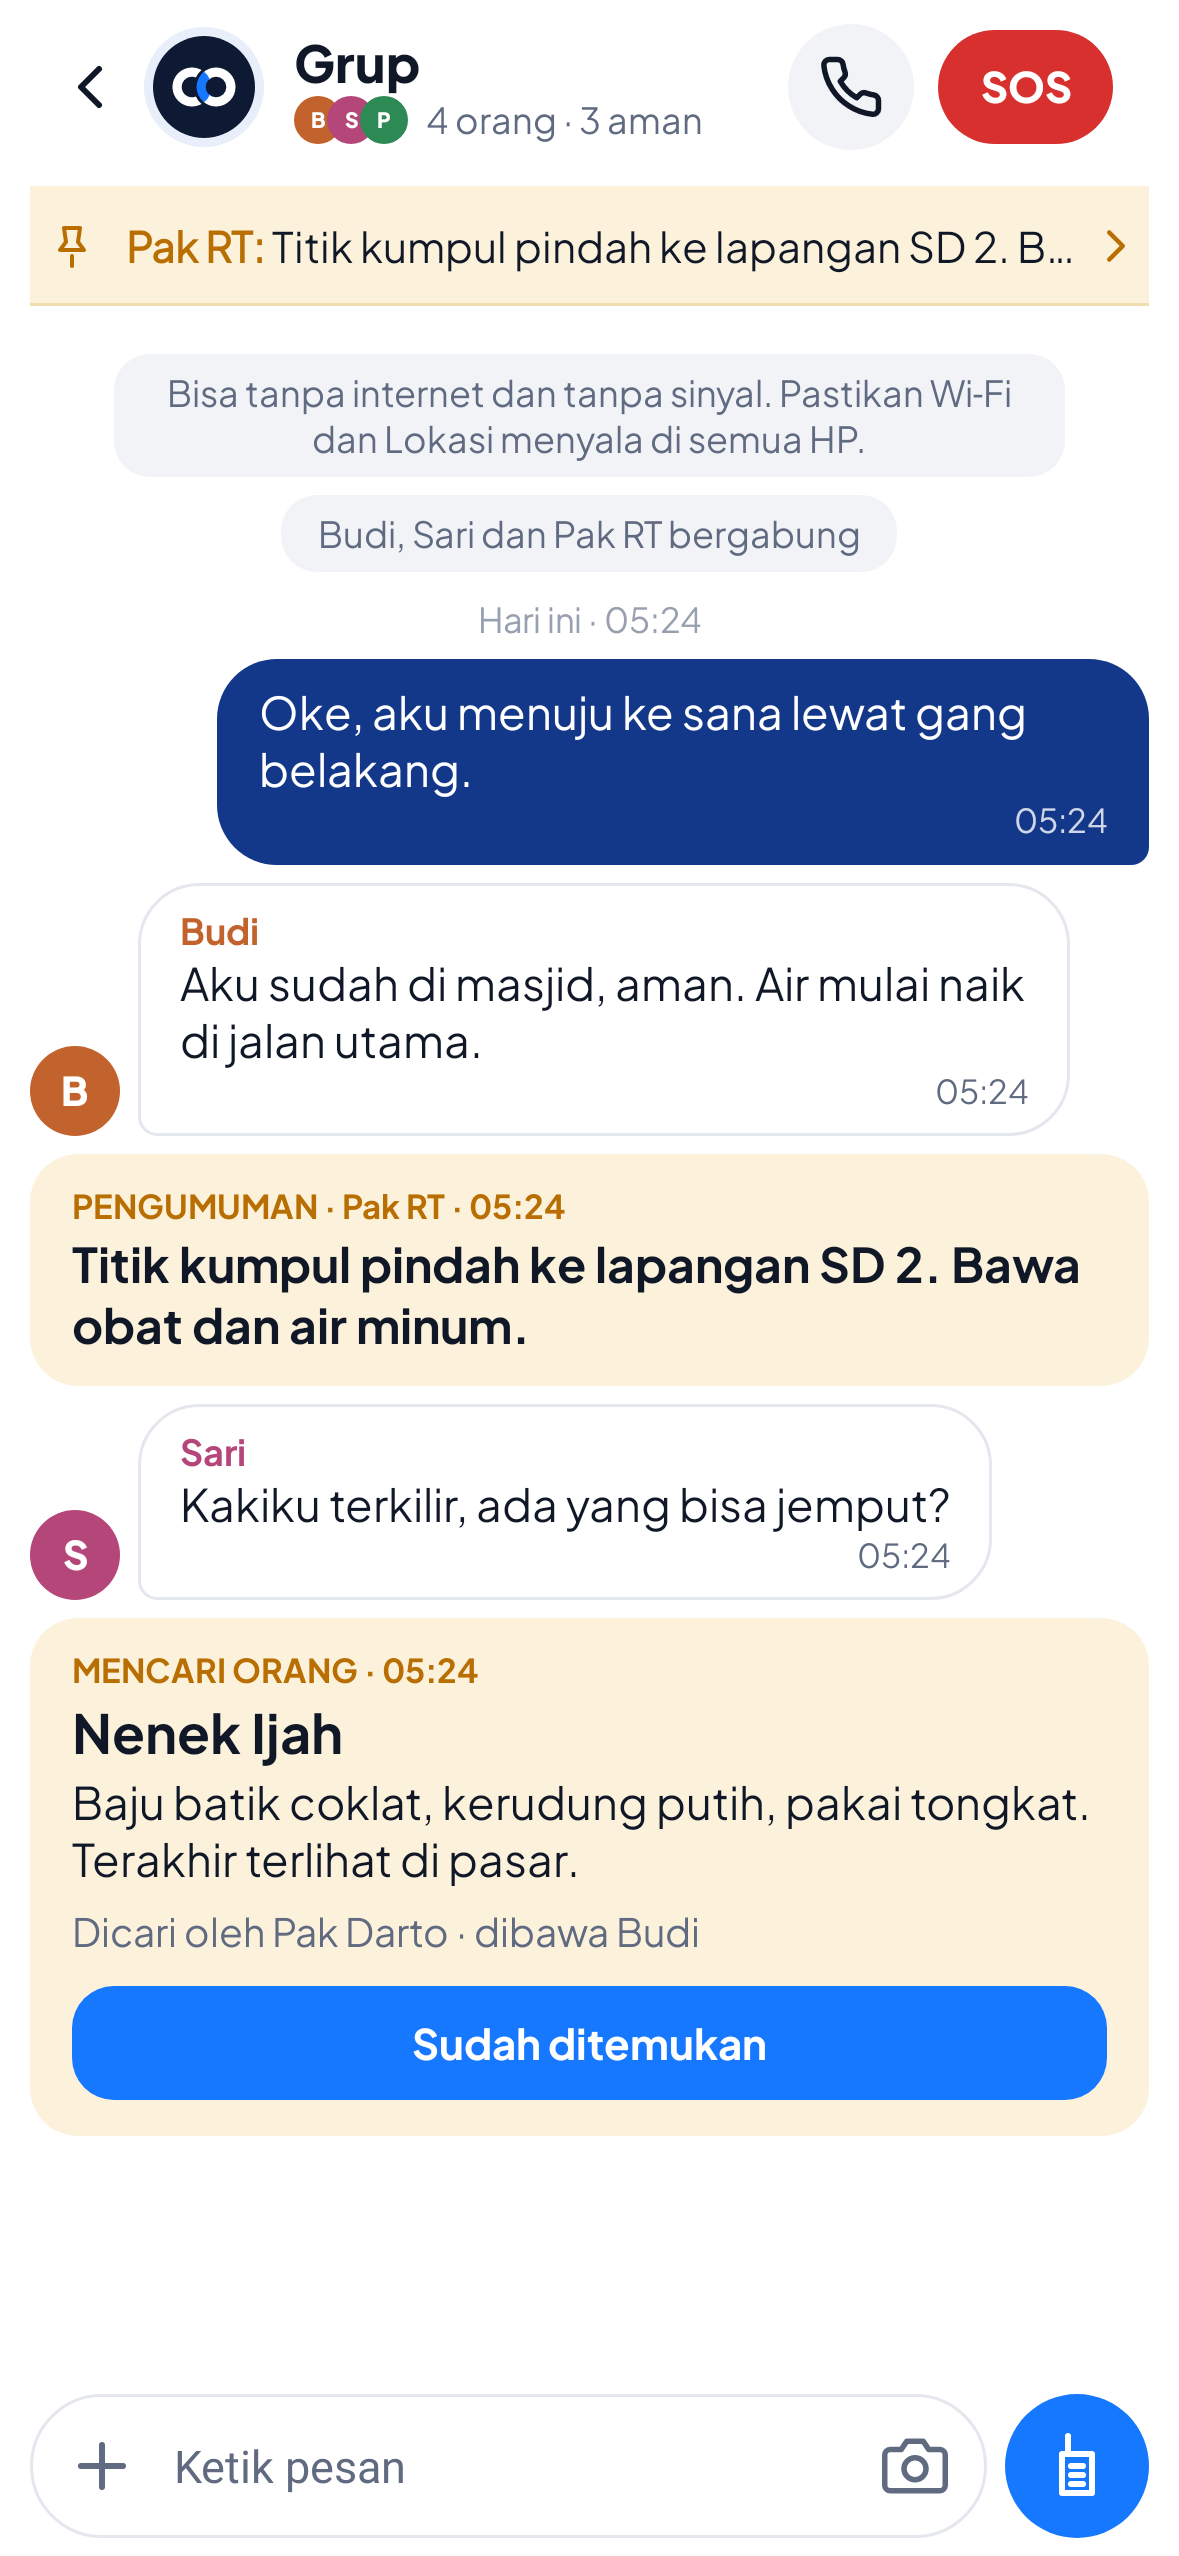 Grup
SOS
B S P 4 orang · 3 aman
Pak RT: Titik kumpul pindah ke lapangan SD 2. B...
Bisa tanpa internet dan tanpa sinyal. Pastikan Wi-Fi
dan Lokasi menyala di semua HP.
Budi, Sari dan Pak RT bergabung
Hari ini · 05:24
Oke, aku menuju ke sana lewat gang
belakang.
05:24
Budi
Aku sudah di masjid, aman. Air mulai naik
di jalan utama.
05:24
B
PENGUMUMAN · Pak RT · 05:24
Titik kumpul pindah ke lapangan SD 2. Bawa
obat dan air minum.
Sari
Kakiku terkilir, ada yang bisa jemput?
05:24
S
MENCARI ORANG · 05:24
Nenek Ijah
Baju batik coklat, kerudung putih, pakai tongkat.
Terakhir terlihat di pasar.
Dicari oleh Pak Darto · dibawa Budi
Sudah ditemukan
Ketik pesan